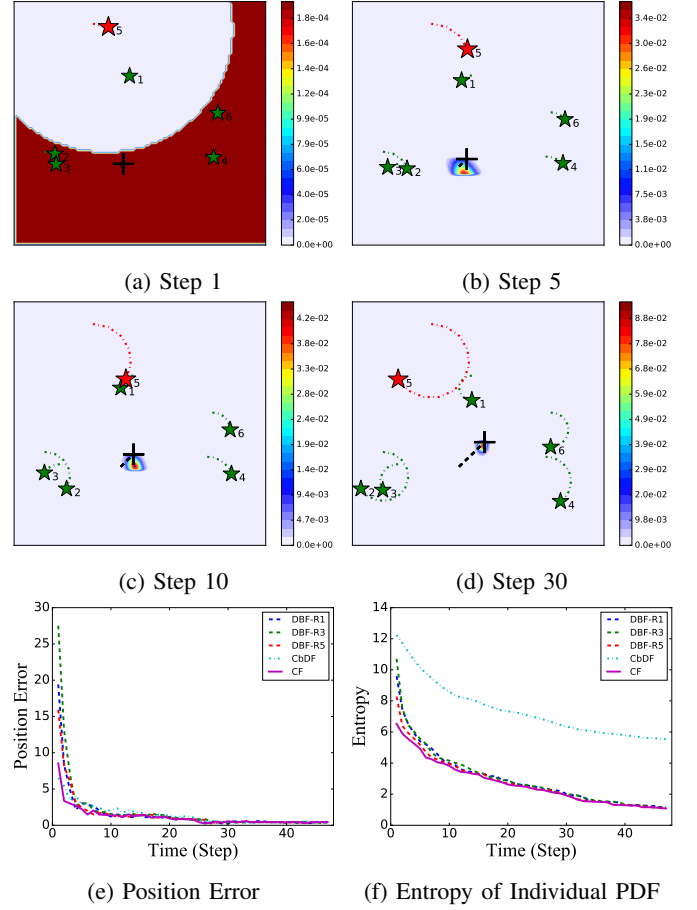 1.8e-04
1.6e-04
1.4e-04
1.2e-04
1.0e-04
8.0e-05
6.0e-05
4.0e-05
2.0e-05
0.0e+00
5
1
6
2
3
4
(a) Step 1
3.4e-02
3.0e-02
2.6e-02
2.2e-02
1.9e-02
1.5e-02
1.1e-02
7.5e-03
3.7e-03
0.0e+00
5
1
6
3
2
4
(b) Step 5
4.2e-02
3.8e-02
3.3e-02
2.8e-02
2.3e-02
1.9e-02
1.4e-02
9.4e-03
4.7e-03
0.0e+00
5
1
6
3
4
2
(c) Step 10
8.8e-02
7.8e-02
6.8e-02
5.9e-02
4.9e-02
3.9e-02
2.9e-02
2.0e-02
9.8e-03
0.0e+00
5
1
6
2
3
4
(d) Step 30
30
25
20
15
10
5
0
Position Error
DBF-R1
DBF-R3
DBF-R5
CbDF
CF
0 10 20 30 40
Time (Step)
(e) Position Error
14
12
10
8
6
4
2
0
Entropy
DBF-R1
DBF-R3
DBF-R5
CbDF
CF
0 10 20 30 40
Time (Step)
(f) Entropy of Individual PDF